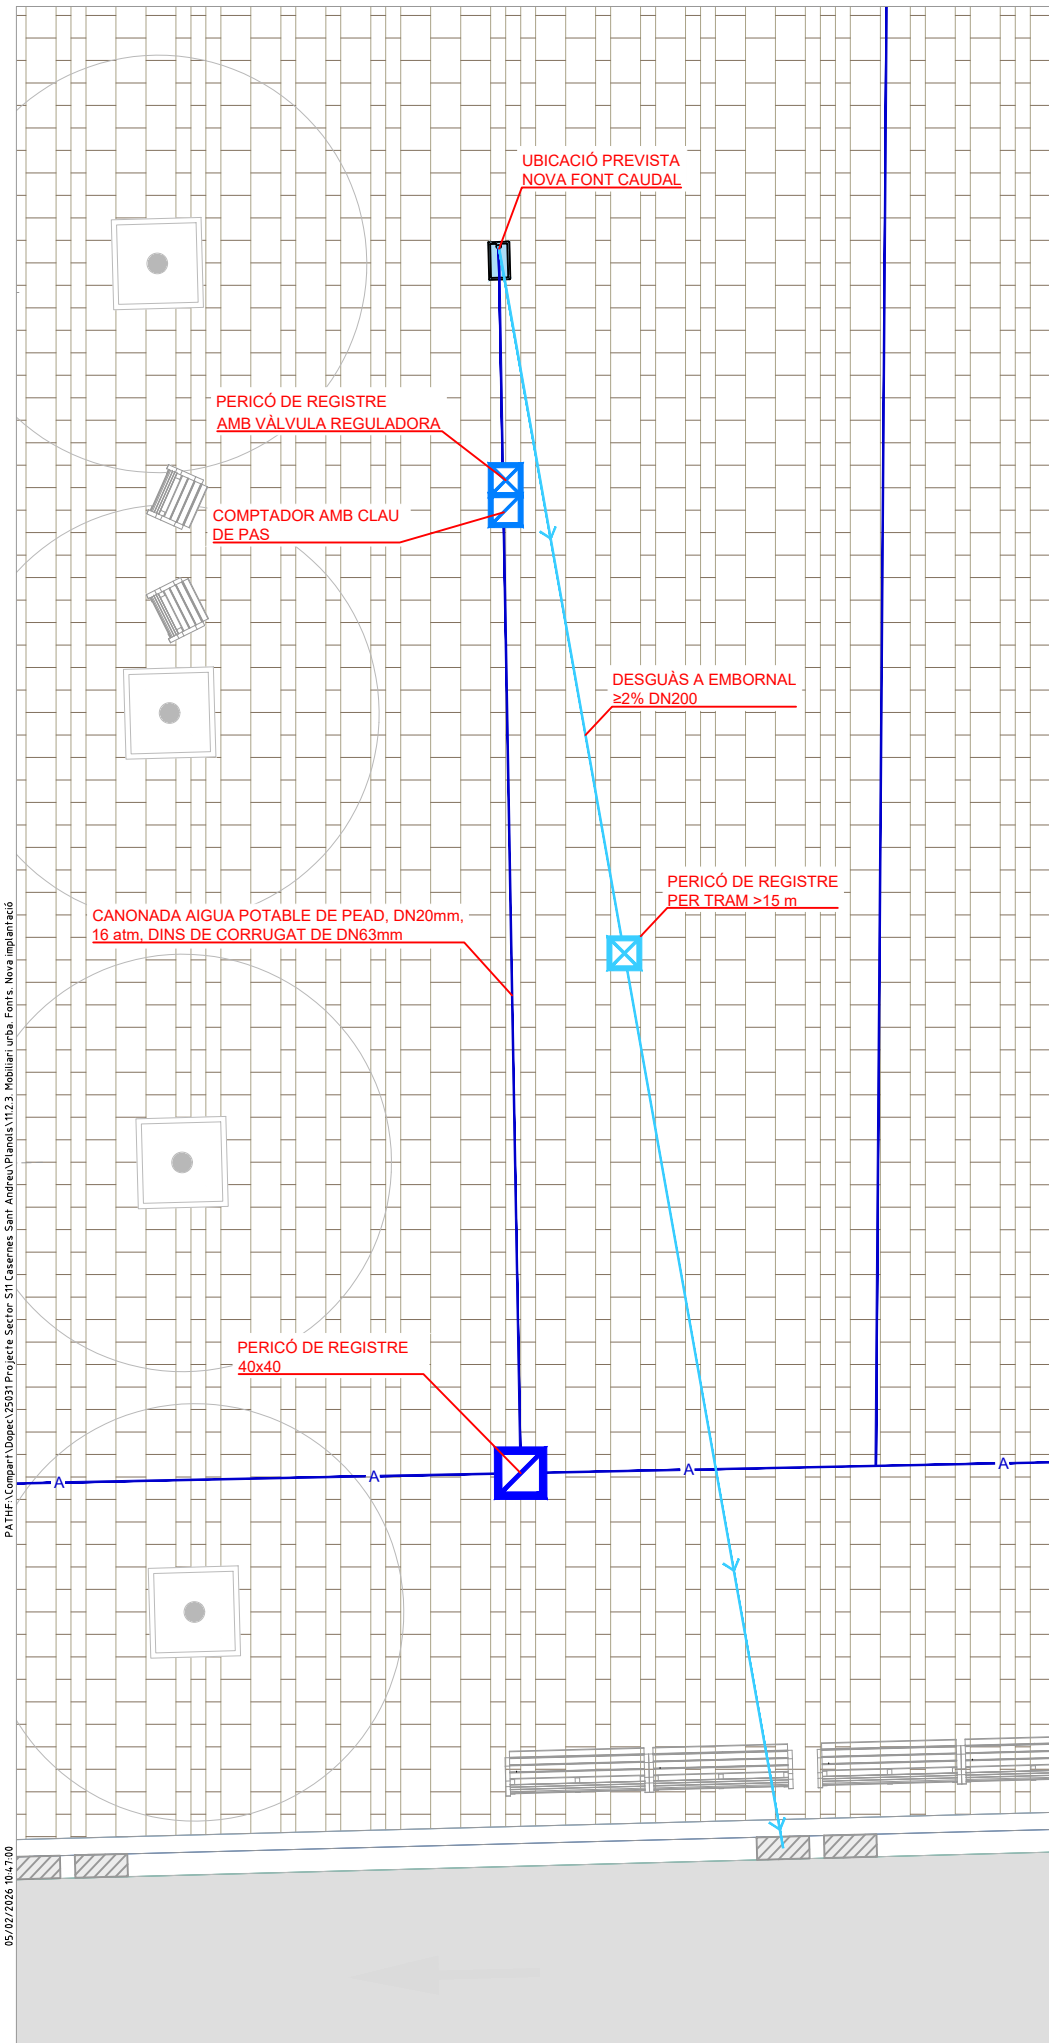 UBICACIÓ PREVISTA
NOVA FONT CAUDAL
PERICÓ DE REGISTRE
AMB VÀLVULA REGULADORA
COMPTADOR AMB CLAU
DE PAS
DESGUÀS A EMBORNAL
≥2% DN200
PERICÓ DE REGISTRE
PER TRAM >15 m
CANONADA AIGUA POTABLE DE PEAD, DN20mm,
16 atm, DINS DE CORRUGAT DE DN63mm
PERICÓ DE REGISTRE
40x40
A
A
A
A
PATHF:\Compart\Dopec\25031 Projecte Sector S11 Casernes Sant Andreu\Planols\11.2.3. Mobiliari urba. Fonts. Nova implantació
05/02/2026 10:47:00